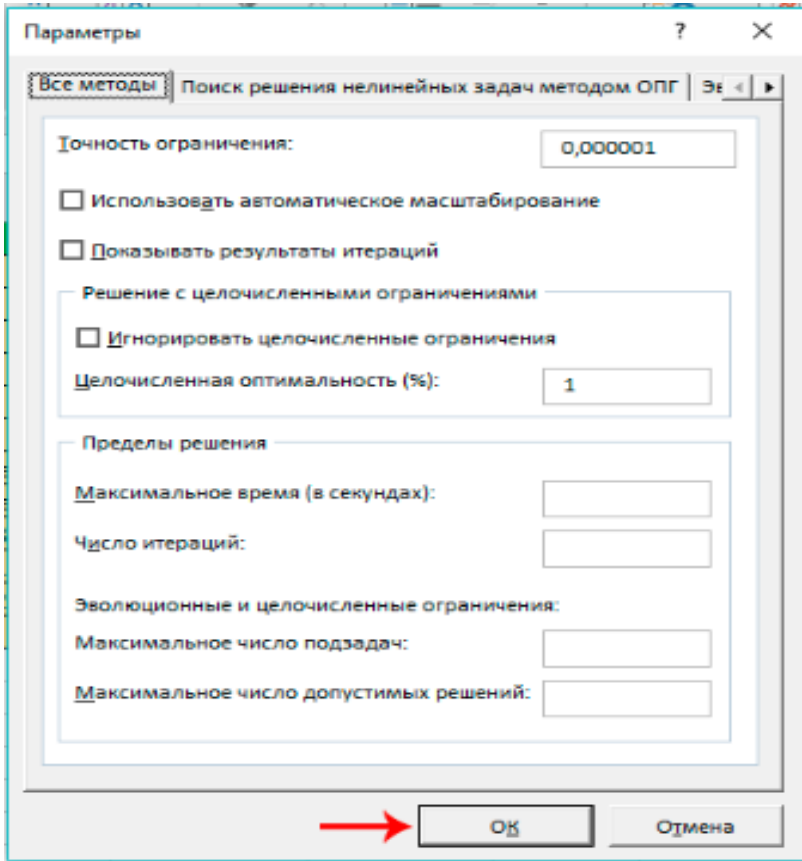 Параметры ?
Все методы Поиск решения нелинейных задач методом ОПГ Эв
Точность ограничения: 0,000001
Использовать автоматическое масштабирование
Показывать результаты итераций
Решение с целочисленными ограничениями
Игнорировать целочисленные ограничения
Целочисленная оптимальность (%): 1
Пределы решения
Максимальное время (в секундах):
Число итераций:
Эволюционные и целочисленные ограничения:
Максимальное число подзадач:
Максимальное число допустимых решений:
ОК Отмена